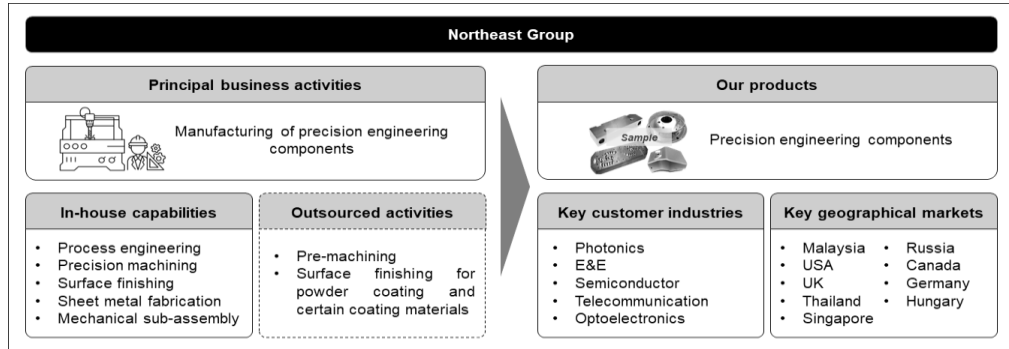 Northeast Group
Principal business activities
Manufacturing of precision engineering
components
Our products
Sample
Precision engineering components
In-house capabilities
• Process engineering
• Precision machining
• Surface finishing
• Sheet metal fabrication
• Mechanical sub-assembly
Outsourced activities
• Pre-machining
• Surface finishing for
powder coating and
certain coating materials
Key customer industries
• Photonics
• E&E
• Semiconductor
• Telecommunication
• Optoelectronics
Key geographical markets
• Malaysia
• USA
• UK
• Thailand
• Singapore
• Russia
• Canada
• Germany
• Hungary